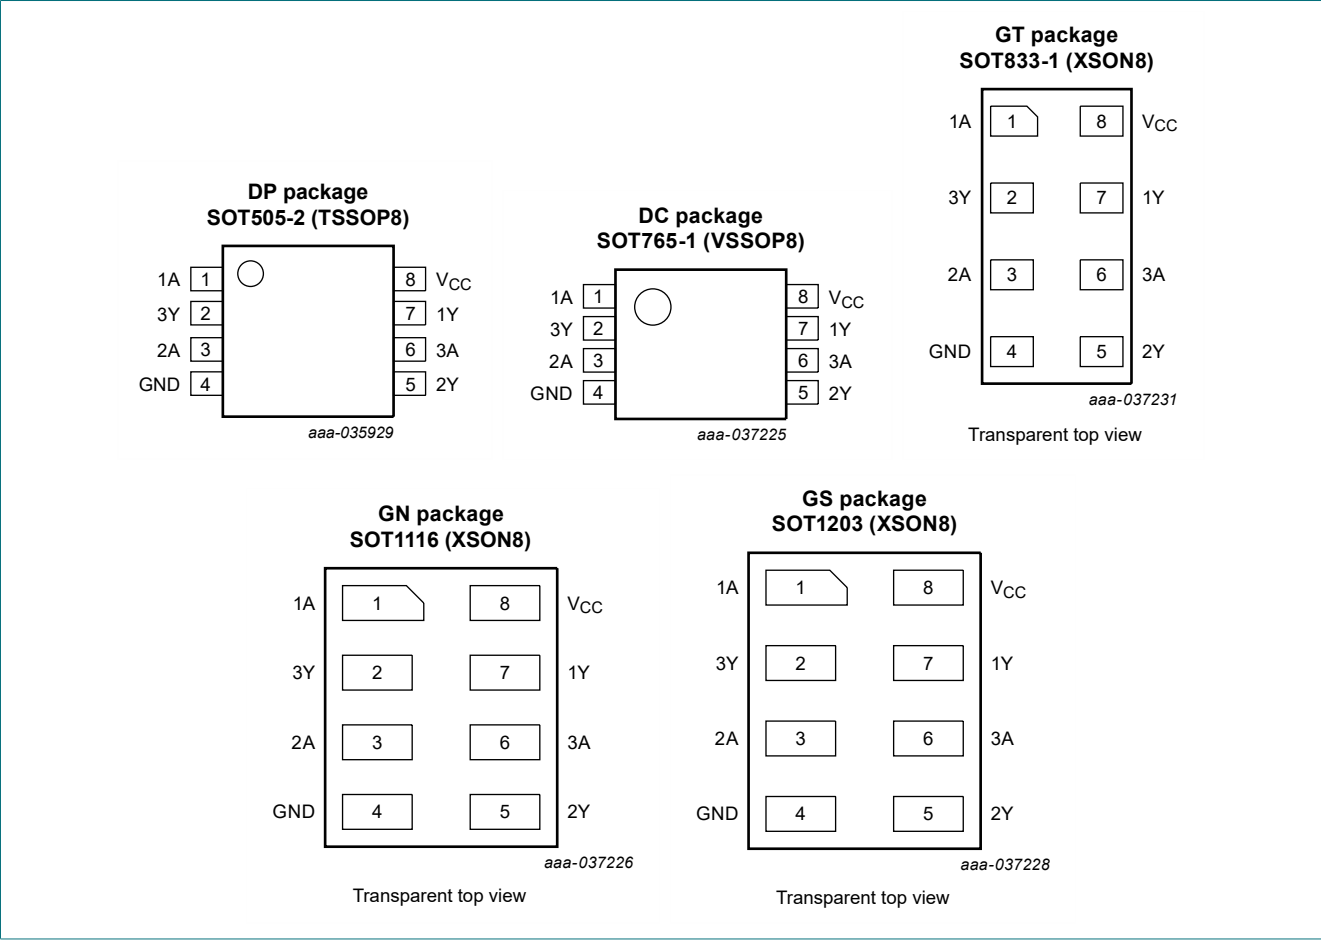 DP package
SOT505-2 (TSSOP8)
1A 1 8 VCC
3Y 2 7 1Y
2A 3 6 3A
GND 4 5 2Y
aaa-035929
DC package
SOT765-1 (VSSOP8)
1A 1 8 VCC
3Y 2 7 1Y
2A 3 6 3A
GND 4 5 2Y
aaa-037225
GT package
SOT833-1 (XSON8)
1A 1 8 VCC
3Y 2 7 1Y
2A 3 6 3A
GND 4 5 2Y
aaa-037231
Transparent top view
GN package
SOT1116 (XSON8)
1A 1 8 VCC
3Y 2 7 1Y
2A 3 6 3A
GND 4 5 2Y
aaa-037226
Transparent top view
GS package
SOT1203 (XSON8)
1A 1 8 VCC
3Y 2 7 1Y
2A 3 6 3A
GND 4 5 2Y
aaa-037228
Transparent top view